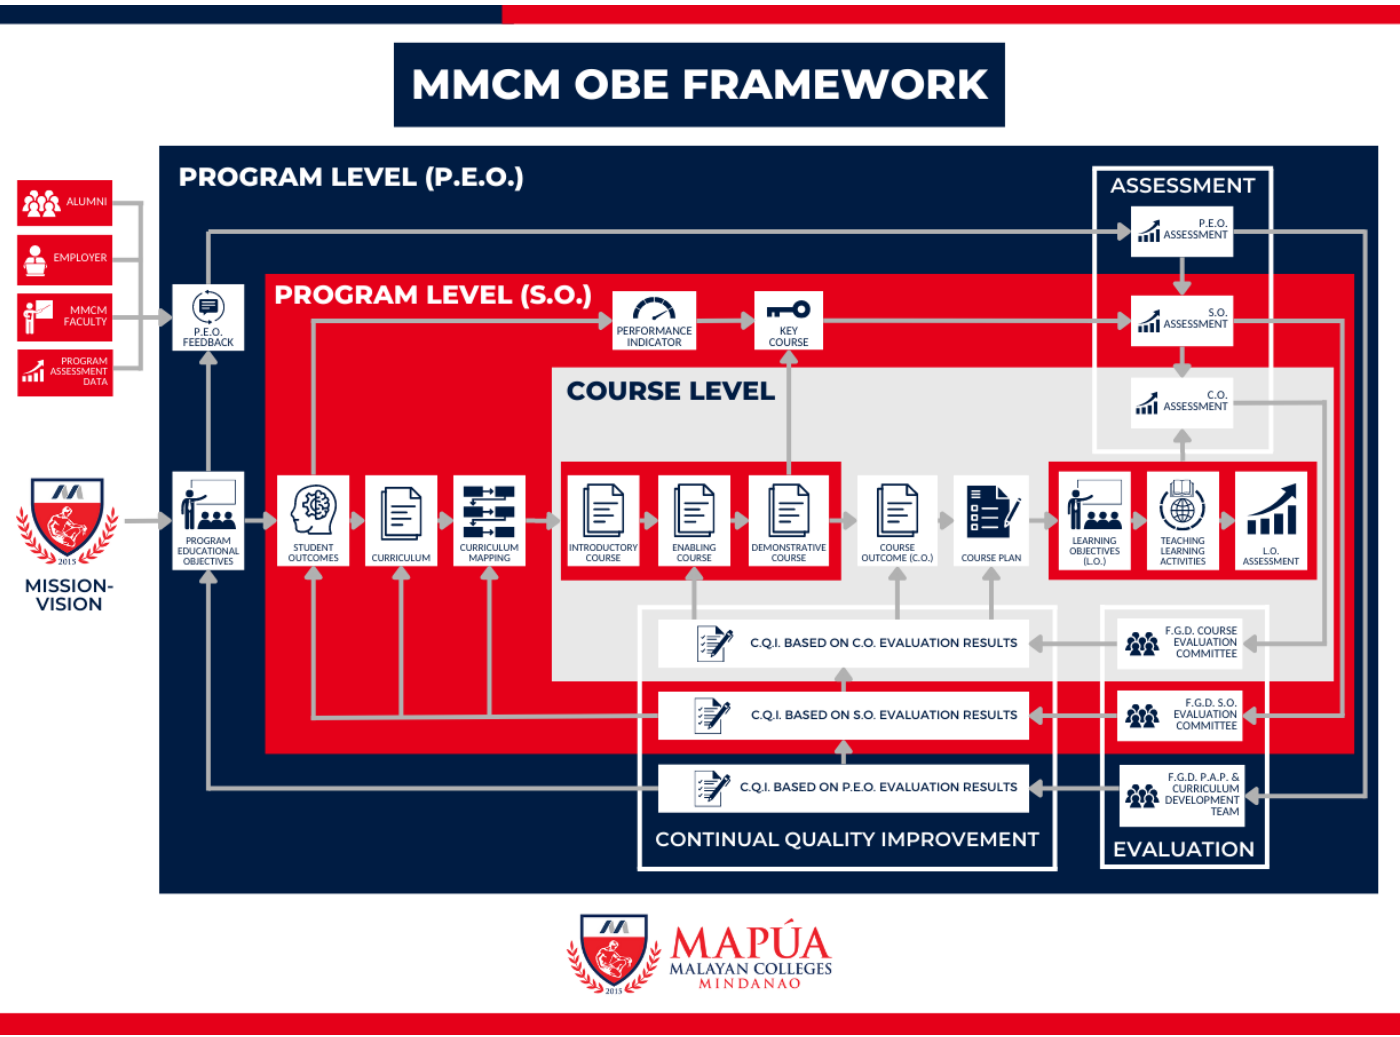 MMCM OBE FRAMEWORK
PROGRAM LEVEL (P.E.O.)
ASSESSMENT
P.E.O.
ASSESSMENT
ALUMNI
EMPLOYER
MMCM
FACULTY
PROGRAM
ASSESSMENT
DATA
P.E.O.
FEEDBACK
PROGRAM LEVEL (S.O.)
PERFORMANCE
INDICATOR
KEY
COURSE
S.O.
ASSESSMENT
COURSE LEVEL
C.O.
ASSESSMENT
2015
MISSION-
VISION
PROGRAM
EDUCATIONAL
OBJECTIVES
STUDENT
OUTCOMES
CURRICULUM
CURRICULUM
MAPPING
INTRODUCTORY
COURSE
ENABLING
COURSE
DEMONSTRATIVE
COURSE
COURSE
OUTCOME (C.O.)
COURSE PLAN
LEARNING
OBJECTIVES
(L.O.)
TEACHING
LEARNING
ACTIVITIES
L.O.
ASSESSMENT
C.Q.I. BASED ON C.O. EVALUATION RESULTS
F.G.D. COURSE
EVALUATION
COMMITTEE
C.Q.I. BASED ON S.O. EVALUATION RESULTS
F.G.D. S.O.
EVALUATION
COMMITTEE
C.Q.I. BASED ON P.E.O. EVALUATION RESULTS
F.G.D. P.A.P. &
CURRICULUM
DEVELOPMENT
TEAM
CONTINUAL QUALITY IMPROVEMENT
EVALUATION
2015
MAPÚA
MALAYAN COLLEGES
MINDANAO